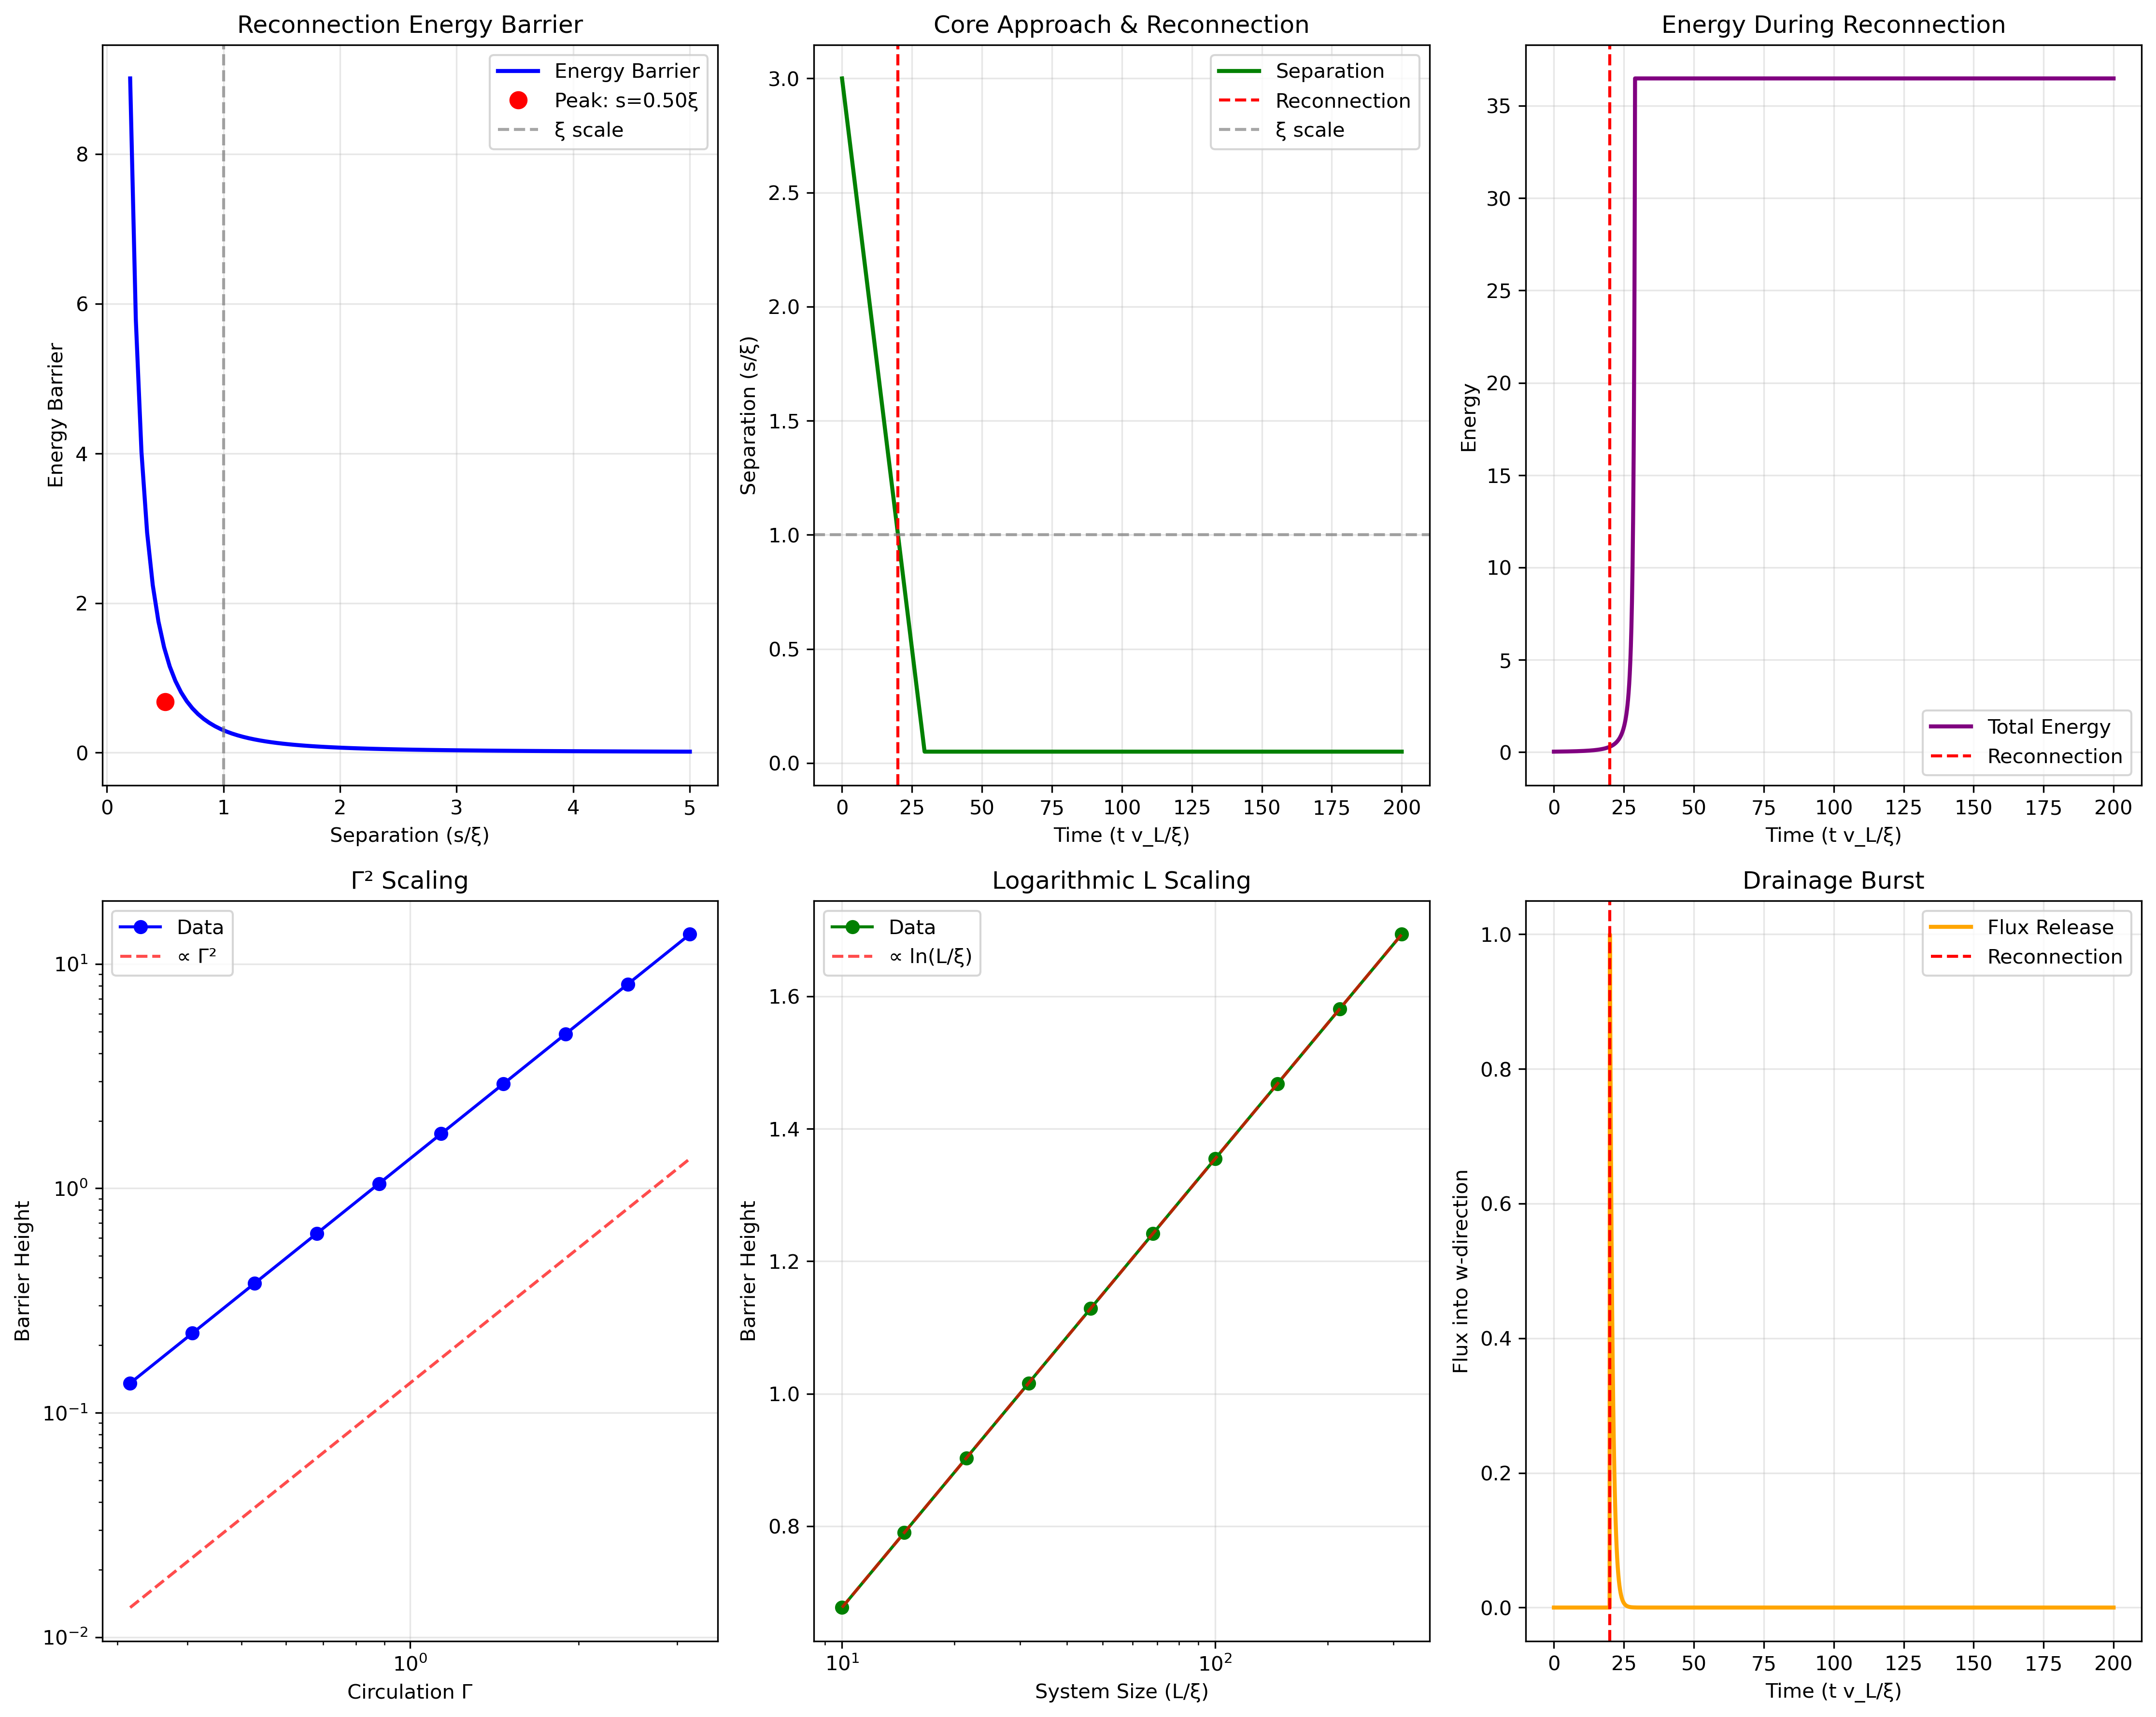 Reconnection Energy Barrier
Energy Barrier
8
6
4
2
0
0 1 2 3 4 5
Separation (s/ξ)
Energy Barrier
Peak: s=0.50ξ
ξ scale
Core Approach & Reconnection
Separation (s/ξ)
3.0
2.5
2.0
1.5
1.0
0.5
0.0
0 25 50 75 100 125 150 175 200
Time (t v_L/ξ)
Separation
Reconnection
ξ scale
Energy During Reconnection
Energy
35
30
25
20
15
10
5
0
0 25 50 75 100 125 150 175 200
Time (t v_L/ξ)
Total Energy
Reconnection
Γ² Scaling
Barrier Height
10¹
10⁰
10⁻¹
10⁻²
10⁰
Circulation Γ
Data
∝ Γ²
Logarithmic L Scaling
Barrier Height
1.6
1.4
1.2
1.0
0.8
10¹ 10²
System Size (L/ξ)
Data
∝ ln(L/ξ)
Drainage Burst
Flux into w-direction
1.0
0.8
0.6
0.4
0.2
0.0
0 25 50 75 100 125 150 175 200
Time (t v_L/ξ)
Flux Release
Reconnection